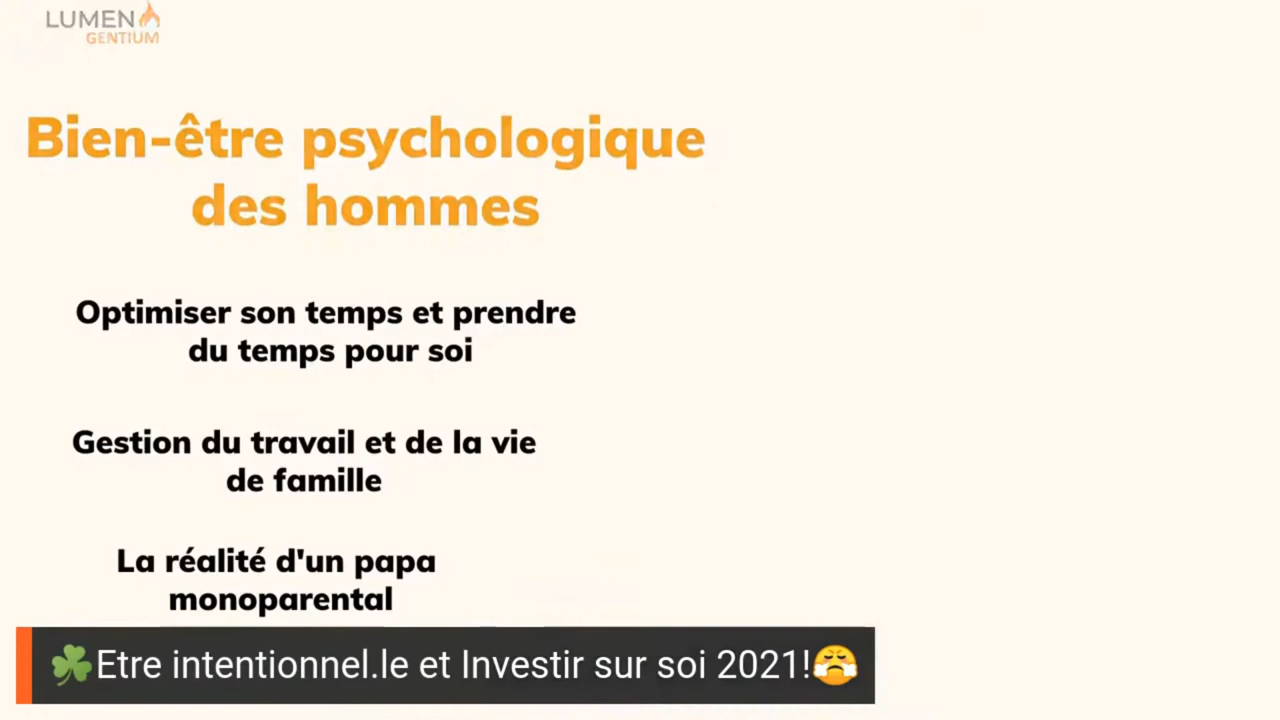 LUMEN
GENTIUM
Bien-être psychologique
des hommes
Optimiser son temps et prendre
du temps pour soi
Gestion du travail et de la vie
de famille
La réalité d'un papa
monoparental
☘️Etre intentionnel.le et Investir sur soi 2021!😤